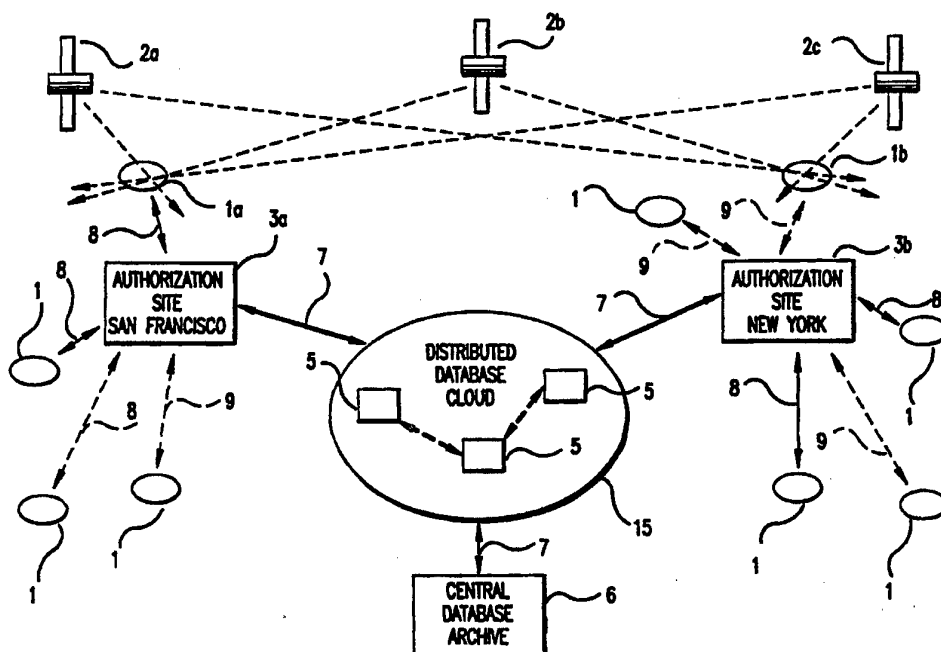 2a
2b
2c
1a
1b
8
3a
1
9
9
3b
7
7
AUTHORIZATION
SITE
SAN FRANCISCO
AUTHORIZATION
SITE
NEW YORK
1
8
8
1
5
DISTRIBUTED
DATABASE
CLOUD
5
5
8
9
8
9
1
1
15
1
1
7
CENTRAL
DATABASE
ARCHIVE
6